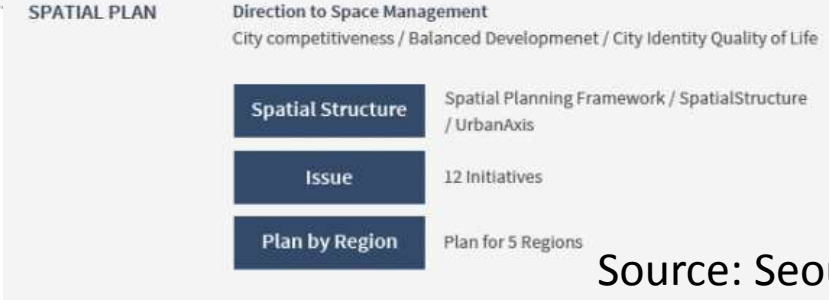 SPATIAL PLAN
Direction to Space Management
City competitiveness / Balanced Developmenet / City Identity Quality of Life
Spatial Structure
Spatial Planning Framework / SpatialStructure
/ UrbanAxis
Issue
12 Initiatives
Plan by Region
Plan for 5 Regions
Source: Seou